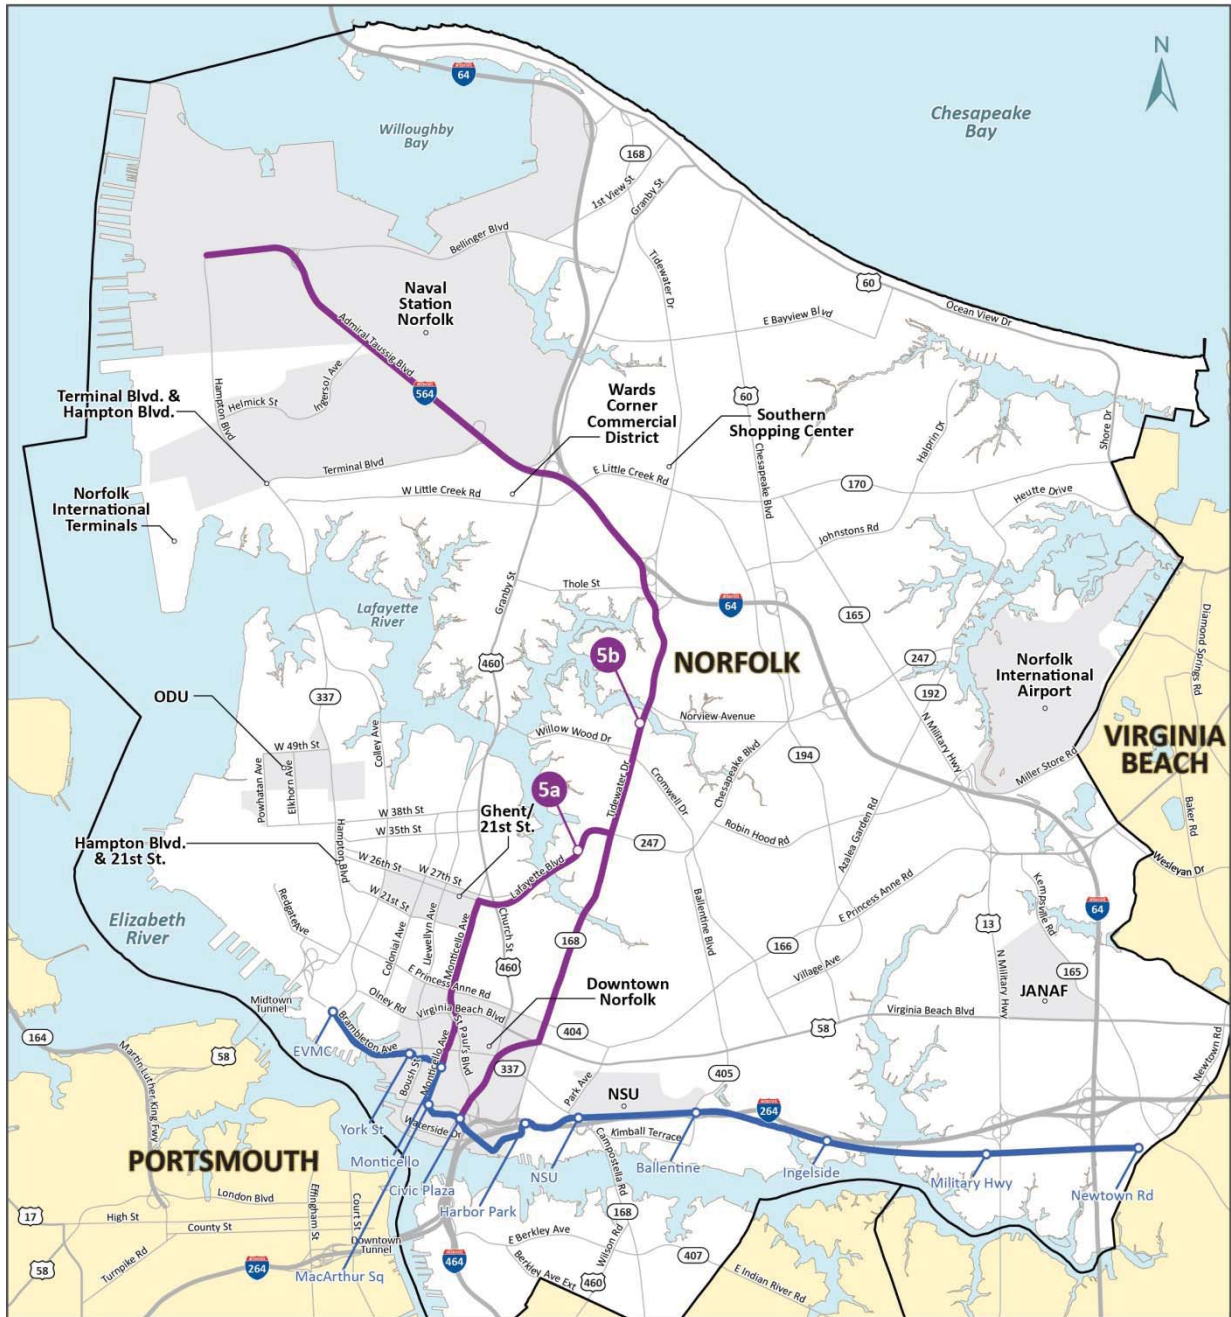 64
Willoughby
Bay
Chesapeake
Bay
N
168
1st View St
Granby St
Bellinger Blvd
Tidewater Dr
60
Ocean View Dr
E Bayview Blvd
Naval
Station
Norfolk
Admiral Taussig Blvd
564
Ingersol Ave
Helmick St
Hampton Blvd
Terminal Blvd. &
Hampton Blvd.
Wards
Corner
Commercial
District
60
Southern
Shopping Center
Halprin Dr
Shore Dr
Chesapeake Blvd
Terminal Blvd
E Little Creek Rd
W Little Creek Rd
170
Heutte Drive
Norfolk
International
Terminals
Johnstons Rd
Granby St
Thole St
64
165
Lafayette
River
Diamond Springs Rd
5b
NORFOLK
247
460
192
Norfolk
International
Airport
ODU
337
Norview Avenue
N Military Hwy
VIRGINIA
BEACH
Colley Ave
Willow Wood Dr
W 49th St
194
Miller Store Rd
Powhatan Ave
Elkhorn Ave
5a
Tidewater Dr
Cromwell Dr
Chesapeake Blvd
Azalea Garden Rd
Baker Rd
W 38th St
W 35th St
Ghent/
21st St.
247
Robin Hood Rd
Hampton Blvd.
& 21st St.
Hampton Blvd
W 26th St
W 27th St
Lafayette Blvd
Wesleyan Dr
W 21st St
Ballentine Blvd
E Princess Anne Rd
Kempsville Rd
64
Redgate Ave
Elizabeth
River
Colonial Ave
Llewellyn Ave
Monticello Ave
Church St
460
168
166
13
Village Ave
N Military Hwy
165
JANAF
E Princess Anne Rd
Downtown
Norfolk
Midtown
Tunnel
Olney Rd
Virginia Beach Blvd
404
58
Virginia Beach Blvd
164
58
Martin Luther King Fwy
EVMC
Brambleton Ave
Boush St
Monticello Ave
St Paul's Blvd
337
Park Ave
405
Newtown Rd
NSU
264
York St
Waterside Dr
Kimball Terrace
Campostella Rd
PORTSMOUTH
Monticello
Civic Plaza
Harbor Park
NSU
Ballentine
Ingelside
Military Hwy
Newtown Rd
London Blvd
Effingham St
Court St
17
High St
County St
168
Downtown
Tunnel
E Berkley Ave
Wilson Rd
407
58
Turnpike Rd
264
MacArthur Sq
464
Berkley Ave Ext
460
E Indian River Rd